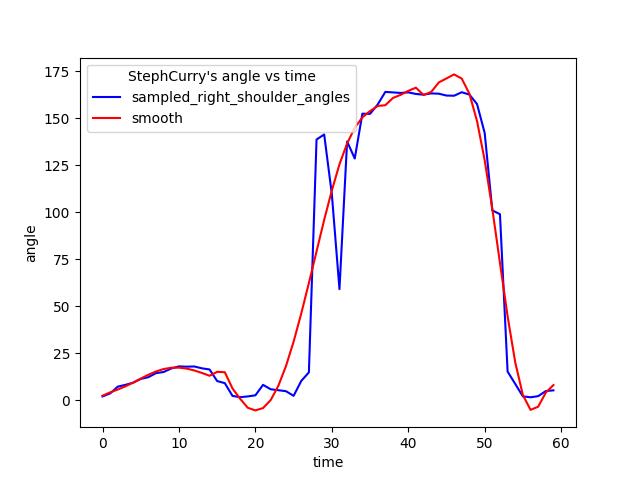 StephCurry's angle vs time
sampled_right_shoulder_angles
smooth
175
150
125
100
75
50
25
0
angle
0 10 20 30 40 50 60
time